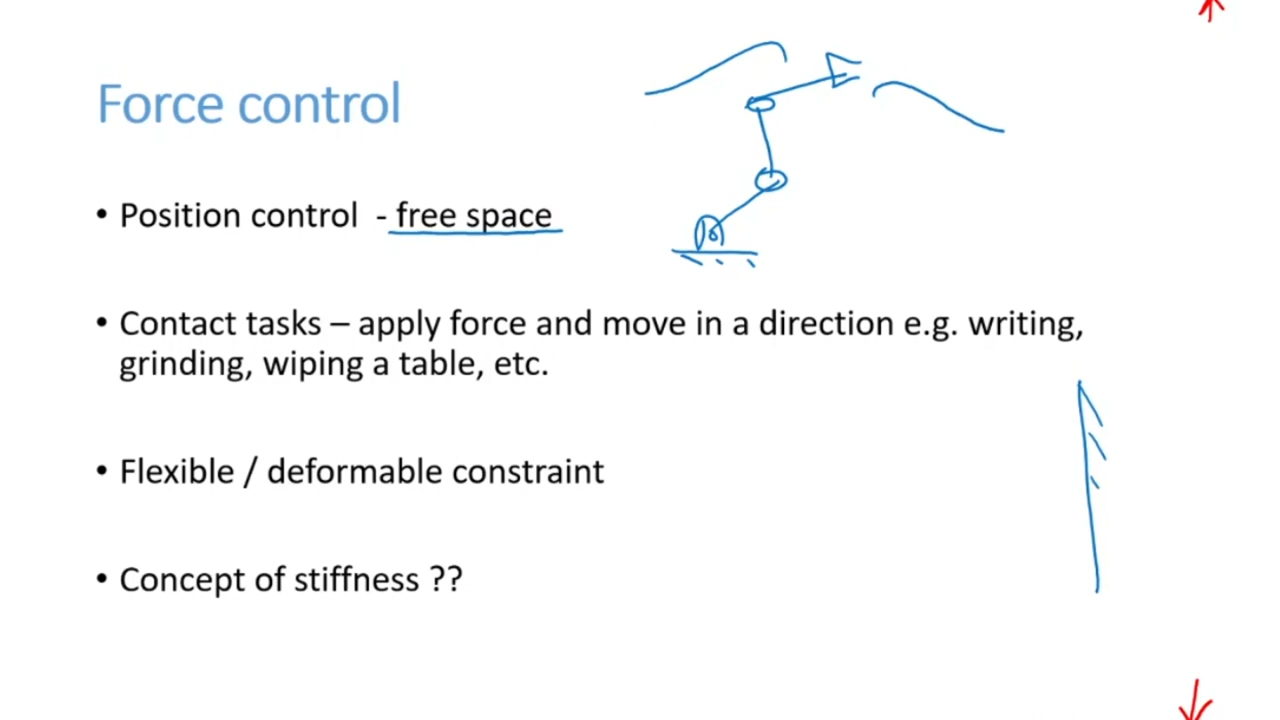 Force control
• Position control - free space
• Contact tasks – apply force and move in a direction e.g. writing,
grinding, wiping a table, etc.
• Flexible / deformable constraint
• Concept of stiffness ??